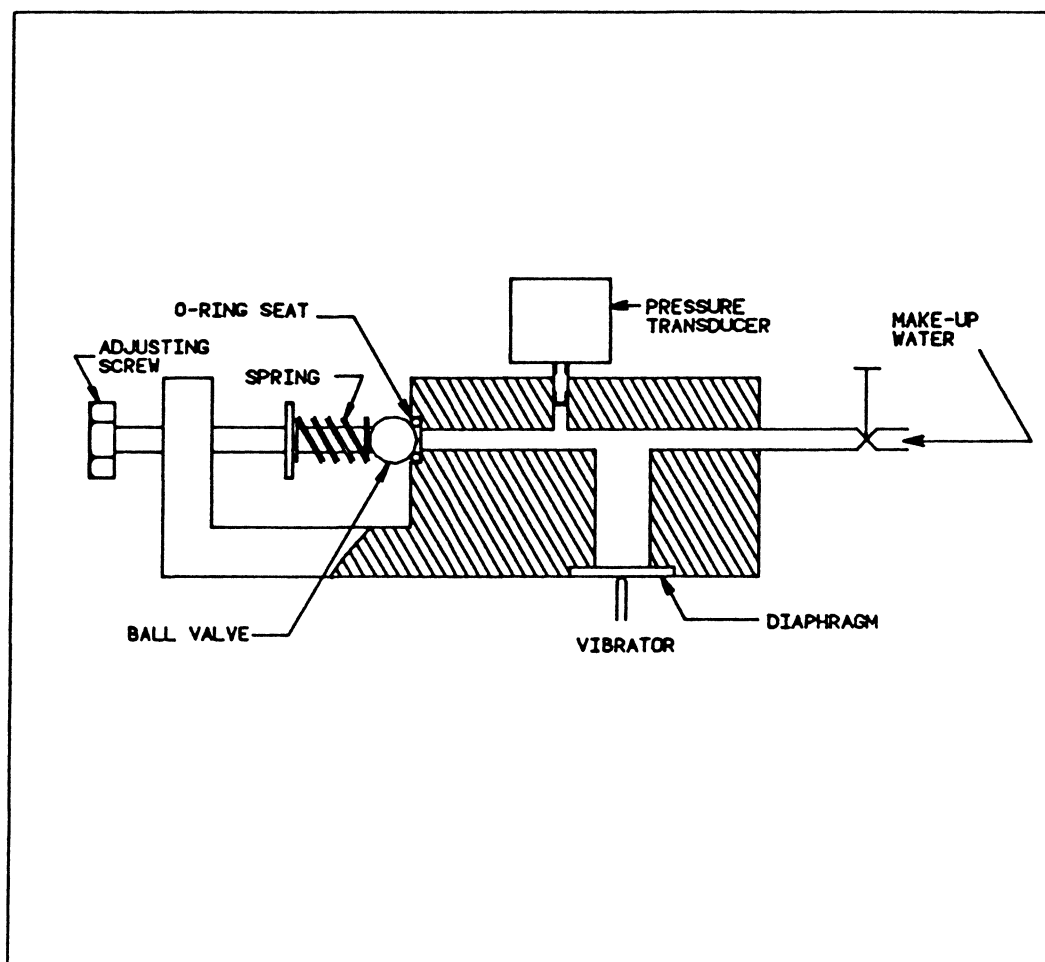 O-RING SEAT
PRESSURE
TRANSDUCER
MAKE-UP
WATER
ADJUSTING
SCREW
SPRING
BALL VALVE
VIBRATOR
DIAPHRAGM